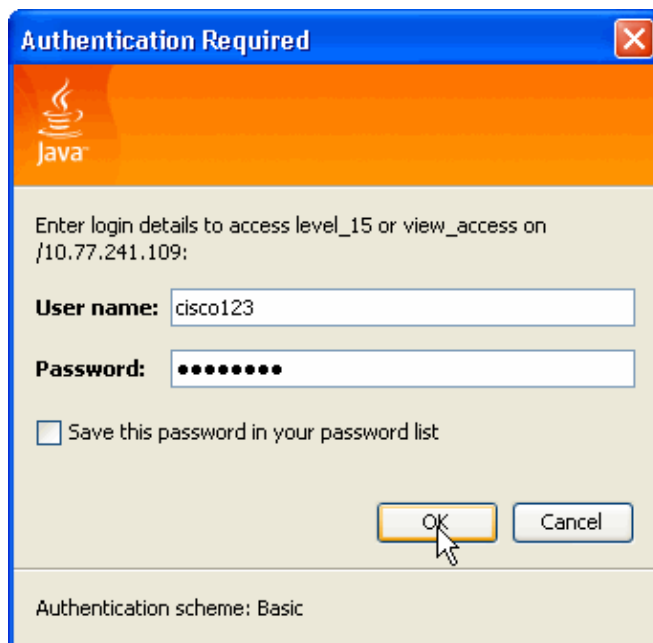 Authentication Required
Java™
Enter login details to access level_15 or view_access on
/10.77.241.109:
User name: cisco123
Password: ●●●●●●●●
Save this password in your password list
OK Cancel
Authentication scheme: Basic